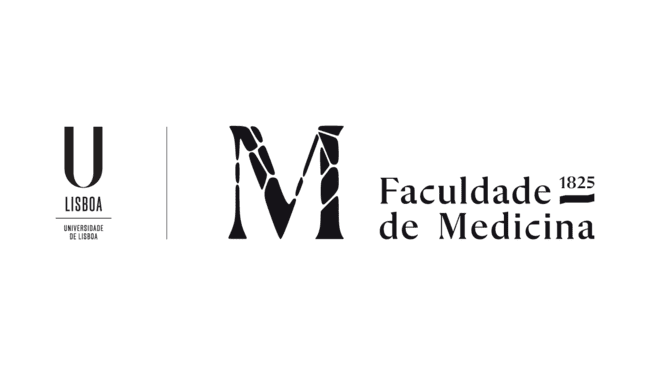 U
LISBOA
UNIVERSIDADE
DE LISBOA
M
Faculdade 1825
de Medicina